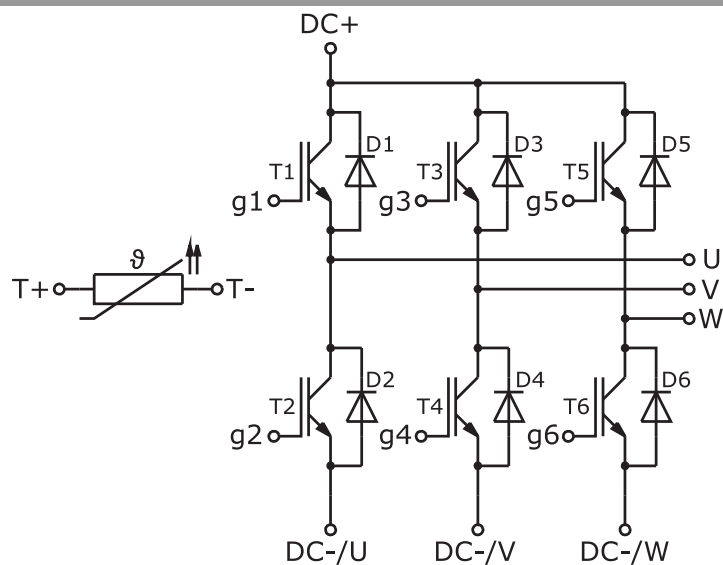 DC+
T1 D1 T3 D3 T5 D5
g1 g3 g5
ϑ
U
T+ T- V
W
T2 D2 T4 D4 T6 D6
g2 g4 g6
DC-/U DC-/V DC-/W